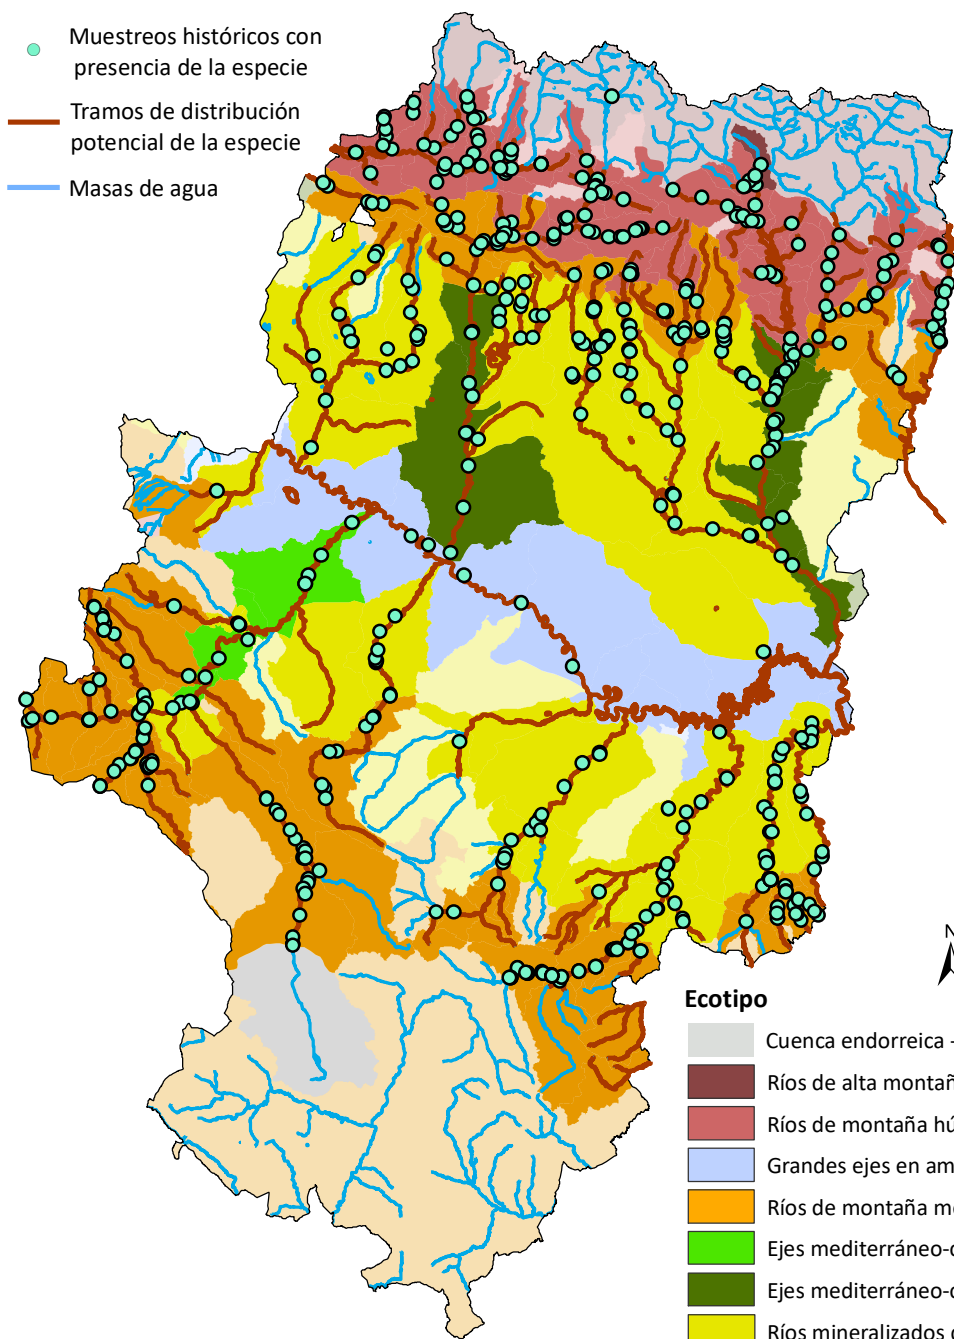 Muestreos históricos con
presencia de la especie
Tramos de distribución
potencial de la especie
Masas de agua
N
Ecotipo
Cuenca endorreica -
Ríos de alta montañ
Ríos de montaña hú
Grandes ejes en am
Ríos de montaña me
Ejes mediterráneo-c
Ejes mediterráneo-c
Ríos mineralizados